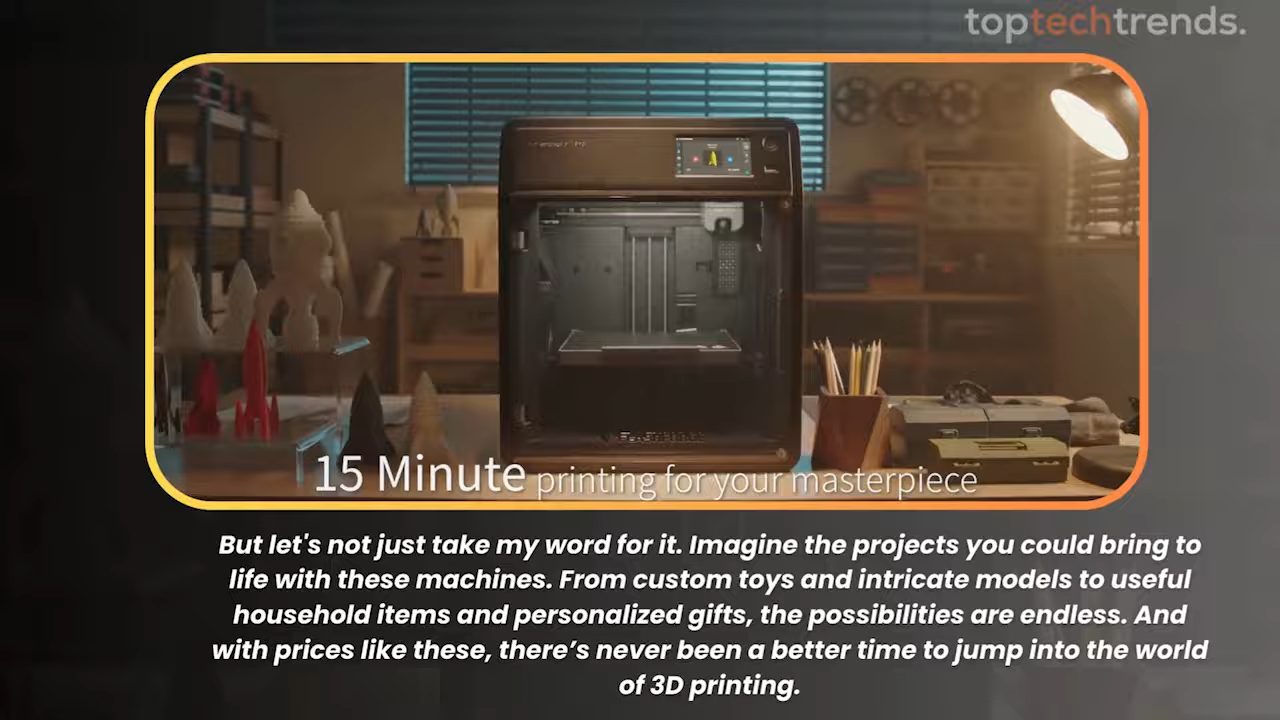 toptechtrends.
15 Minute printing for your masterpiece
But let's not just take my word for it. Imagine the projects you could bring to
life with these machines. From custom toys and intricate models to useful
household items and personalized gifts, the possibilities are endless. And
with prices like these, there’s never been a better time to jump into the world
of 3D printing.